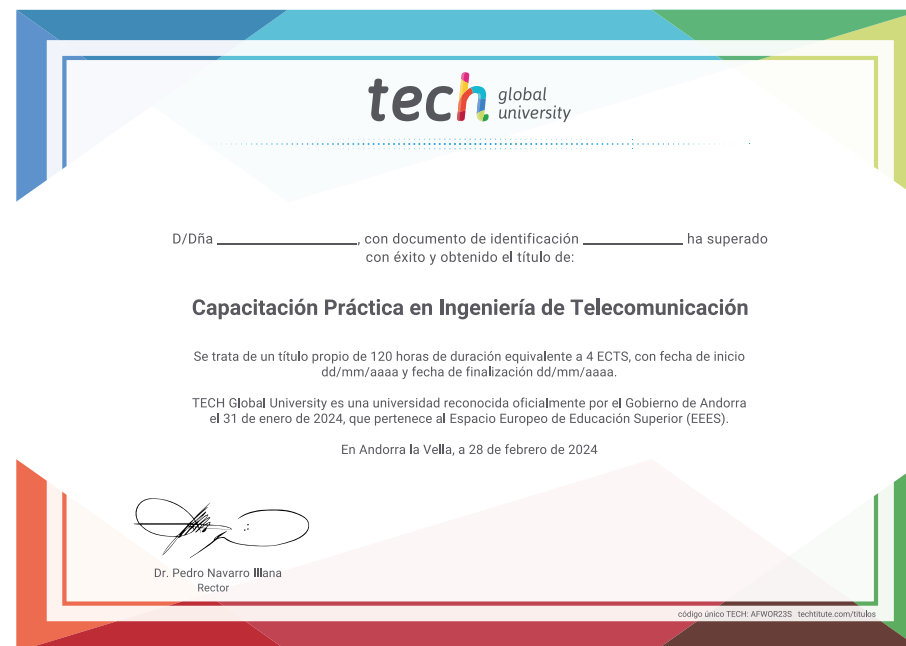 tech global university
D/Dña ________________, con documento de identificación ____________ ha superado
con éxito y obtenido el título de:
Capacitación Práctica en Ingeniería de Telecomunicación
Se trata de un título propio de 120 horas de duración equivalente a 4 ECTS, con fecha de inicio
dd/mm/aaaa y fecha de finalización dd/mm/aaaa.
TECH Global University es una universidad reconocida oficialmente por el Gobierno de Andorra
el 31 de enero de 2024, que pertenece al Espacio Europeo de Educación Superior (EEES).
En Andorra la Vella, a 28 de febrero de 2024
Dr. Pedro Navarro Illana
Rector
código único TECH: AFWOR23S techtitute.com/titulos